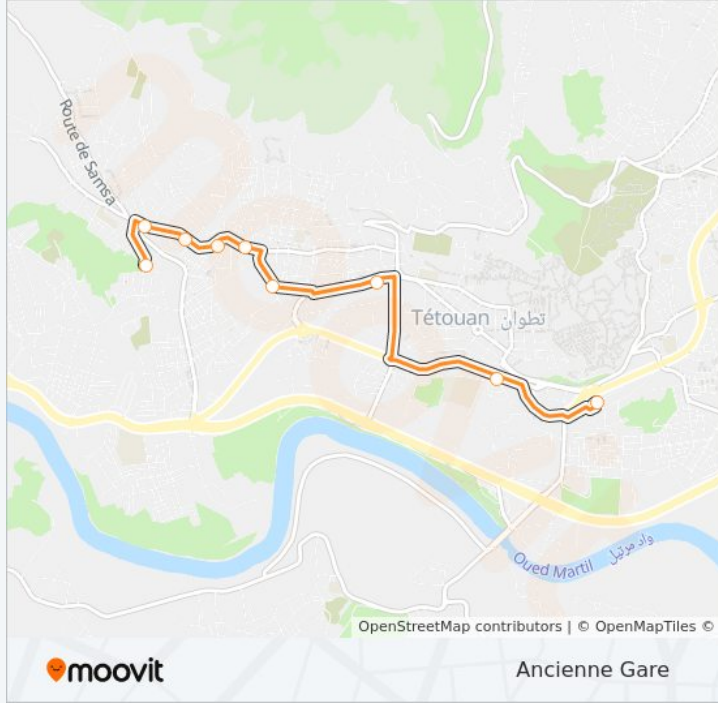 Route de Samsa
Tétouan تطوان
Oued Martil واد مرتيل
OpenStreetMap contributors | © OpenMapTiles ©
moovit
Ancienne Gare